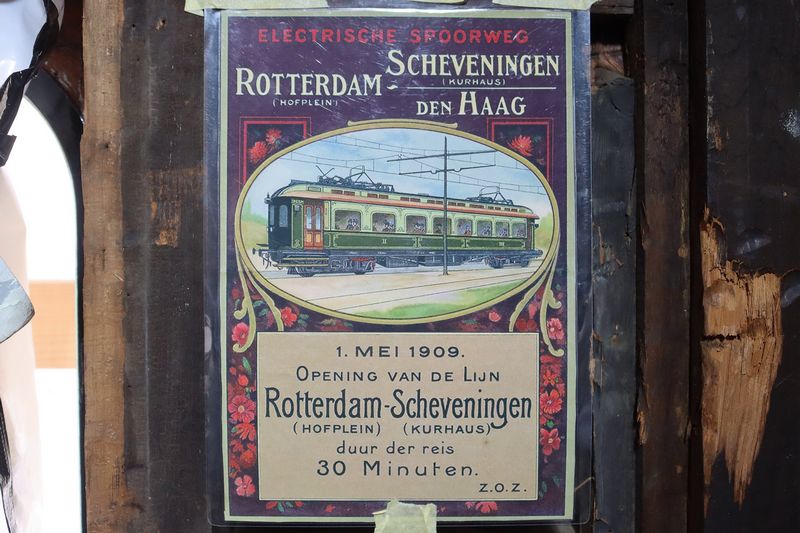 ELECTRISCHE SPOORWEG
ROTTERDAM - SCHEVENINGEN
(HOFPLEIN) (KURHAUS)
DEN HAAG
1. MEI 1909.
OPENING VAN DE LIJN
Rotterdam-Scheveningen
(HOFPLEIN) (KURHAUS)
duur der reis
30 Minuten.
Z.O.Z.